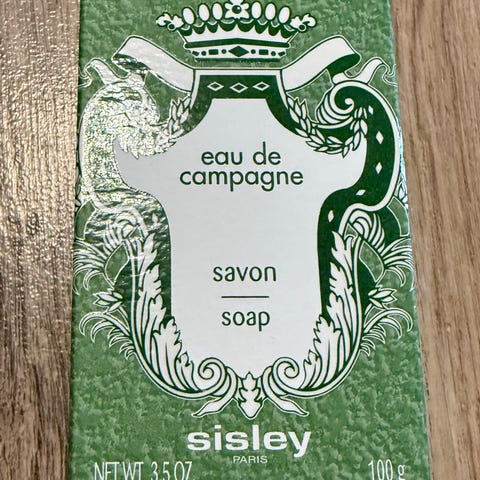 eau de
campagne
savon
soap
sisley
PARIS
NET WT. 3.5 OZ 100 g